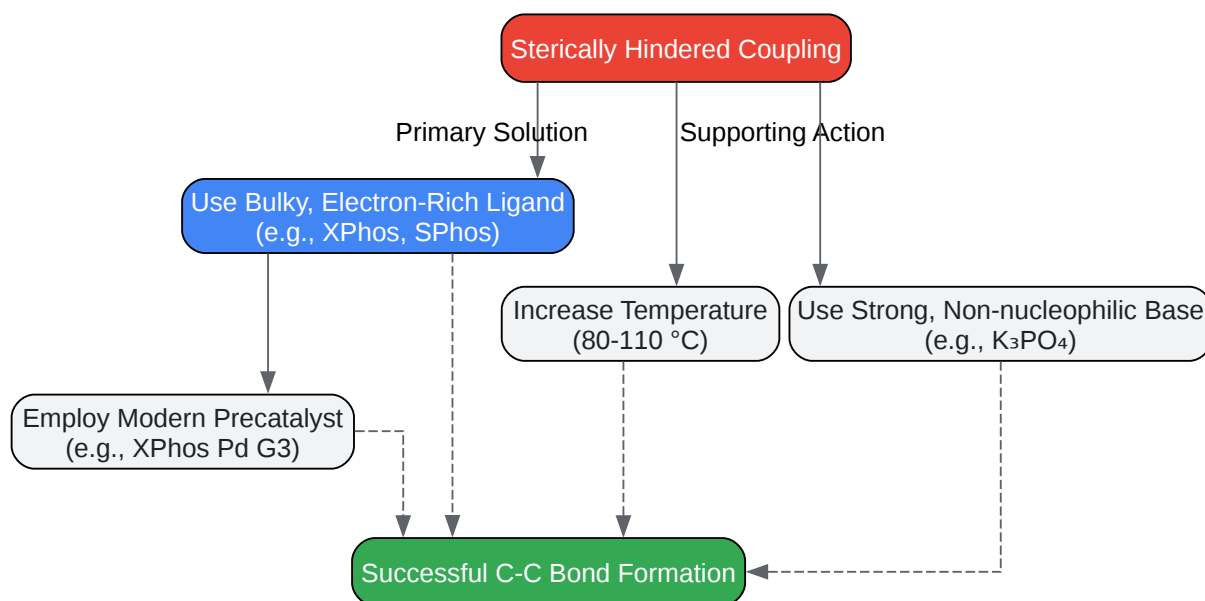 Sterically Hindered Coupling
Primary Solution
Supporting Action
Use Bulky, Electron-Rich Ligand
(e.g., XPhos, SPhos)
Increase Temperature
(80-110 °C)
Use Strong, Non-nucleophilic Base
(e.g., K₃PO₄)
Employ Modern Precatalyst
(e.g., XPhos Pd G3)
Successful C-C Bond Formation